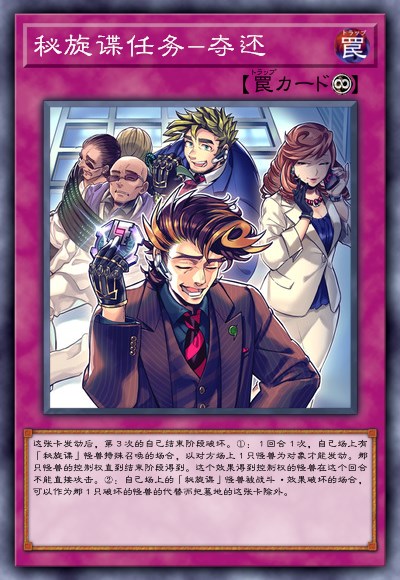 秘旋谍任务-夺还
罠
トラップ
【罠カード】
トラップ
这张卡发动后，第３次的自己结束阶段破坏。①：１回合１次，自己场上有
「秘旋谍」怪兽特殊召唤的场合，以对方场上１只怪兽为对象才能发动。那
只怪兽的控制权直到结束阶段得到。这个效果得到控制权的怪兽在这个回合
不能直接攻击。②：自己场上的「秘旋谍」怪兽被战斗·效果破坏的场合，
可以作为那１只破坏的怪兽的代替而把墓地的这张卡除外。